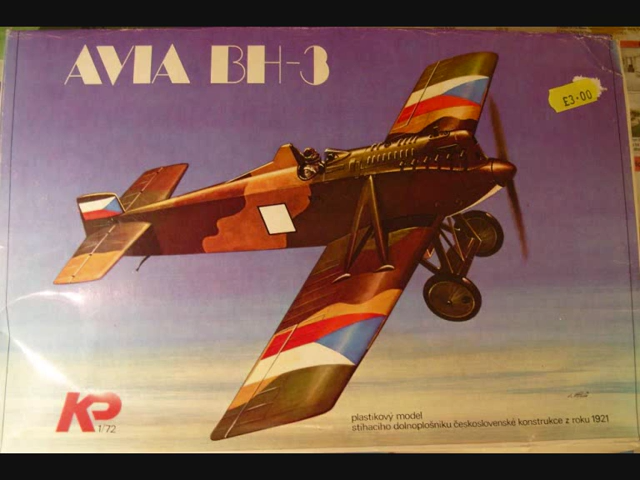 AVIA BH-3
£3·00
KP
1/72
plastikový model
stíhacího dolnoplošníku československé konstrukce z roku 1921